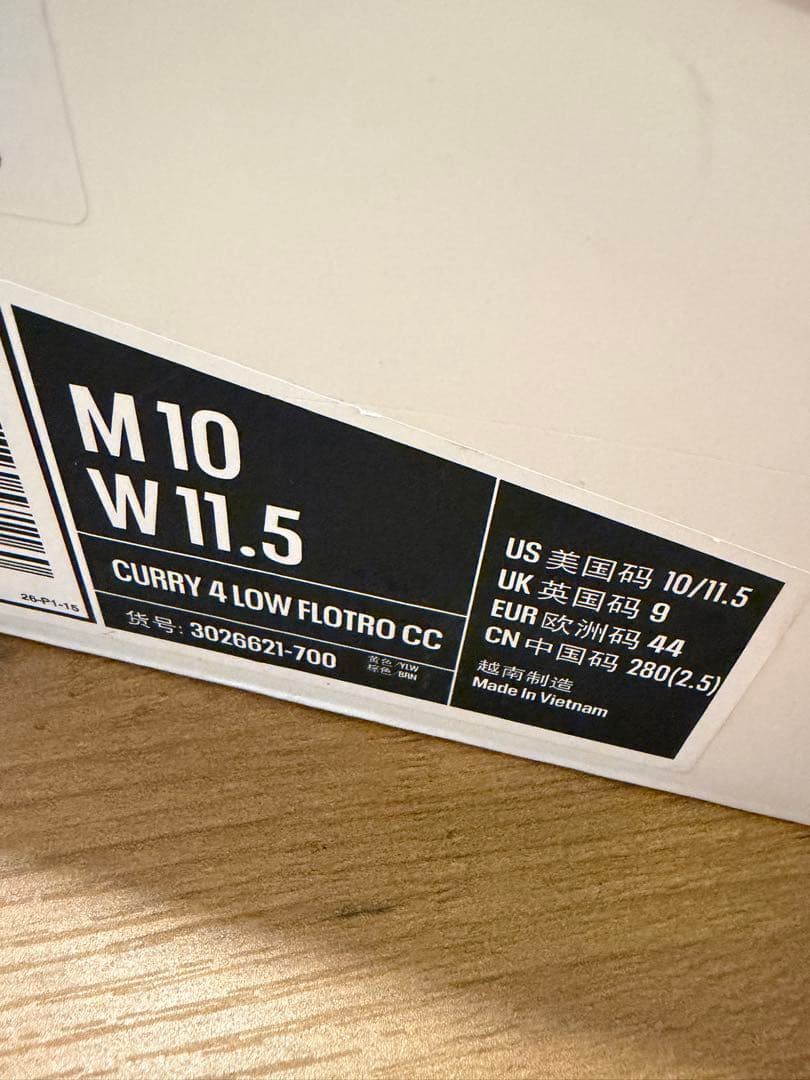 M 10
W 11.5
CURRY 4 LOW FLOTRO CC
货号: 3026621-700
黄色/YLW
棕色/BRN
US 美国码 10/11.5
UK 英国码 9
EUR 欧洲码 44
CN 中国码 280(2.5)
越南制造
Made In Vietnam
26-P1-15